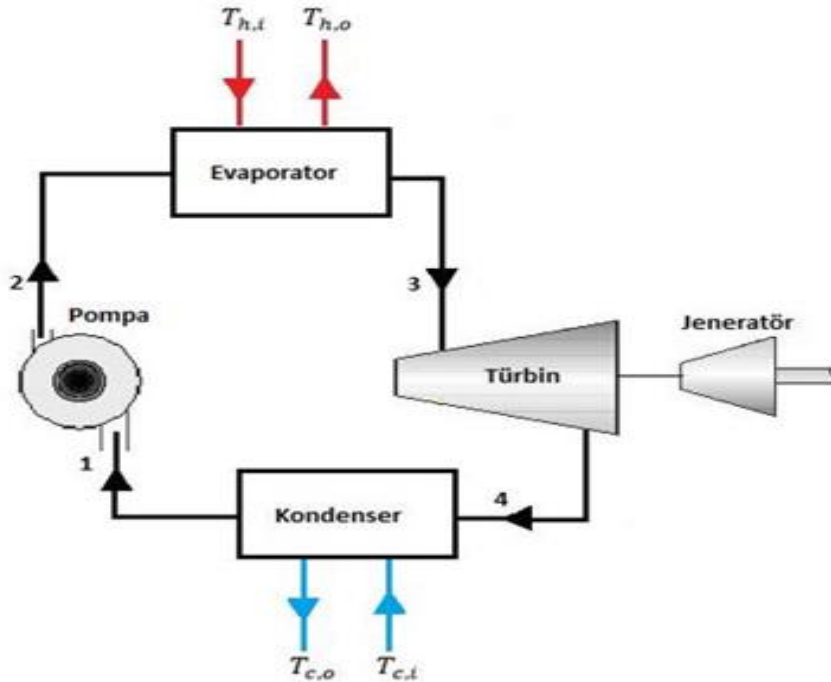 T_{h,i} T_{h,o}
Evaporator
2
3
Pompa
Jeneratör
Türbin
1
4
Kondenser
T_{c,o} T_{c,i}